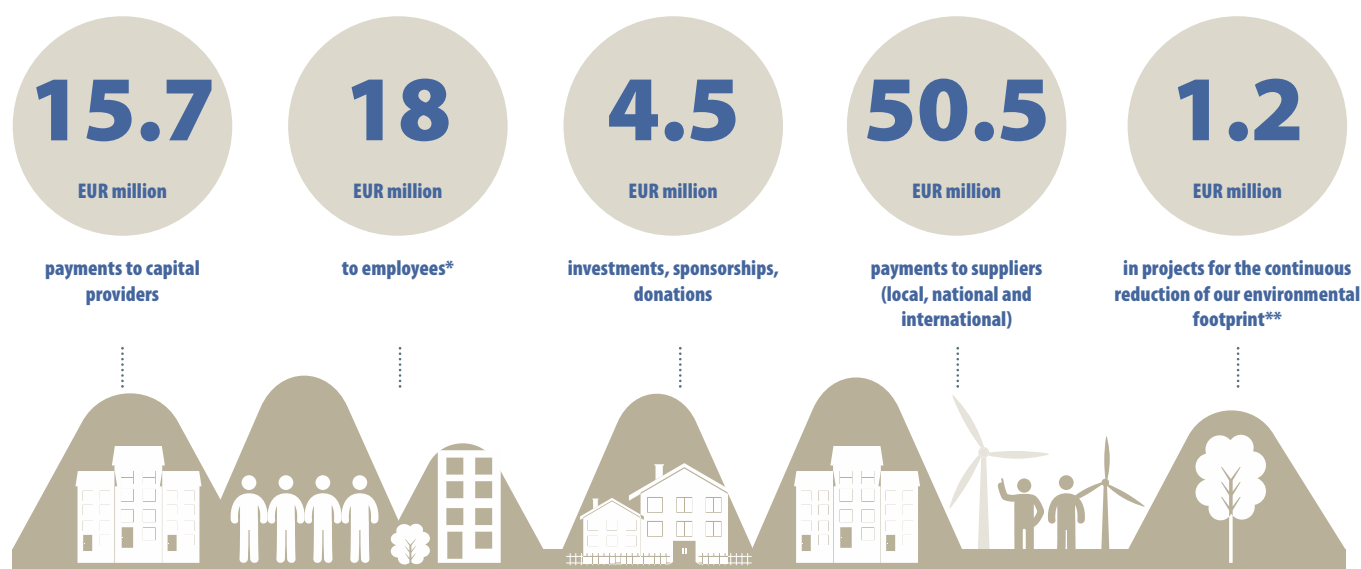 15.7
EUR million
payments to capital
providers
18
EUR million
to employees*
4.5
EUR million
investments, sponsorships,
donations
50.5
EUR million
payments to suppliers
(local, national and
international)
1.2
EUR million
in projects for the continuous
reduction of our environmental
footprint**